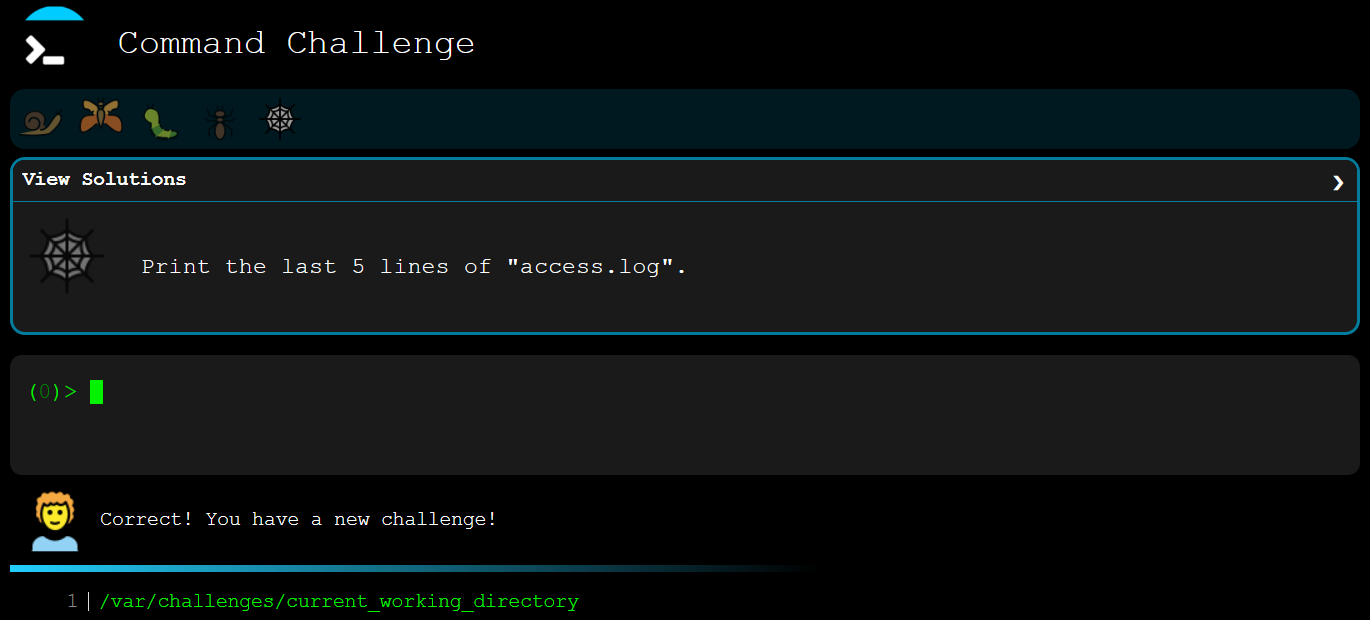 Command Challenge
View Solutions
Print the last 5 lines of "access.log".
(0)>
Correct! You have a new challenge!
1 /var/challenges/current_working_directory